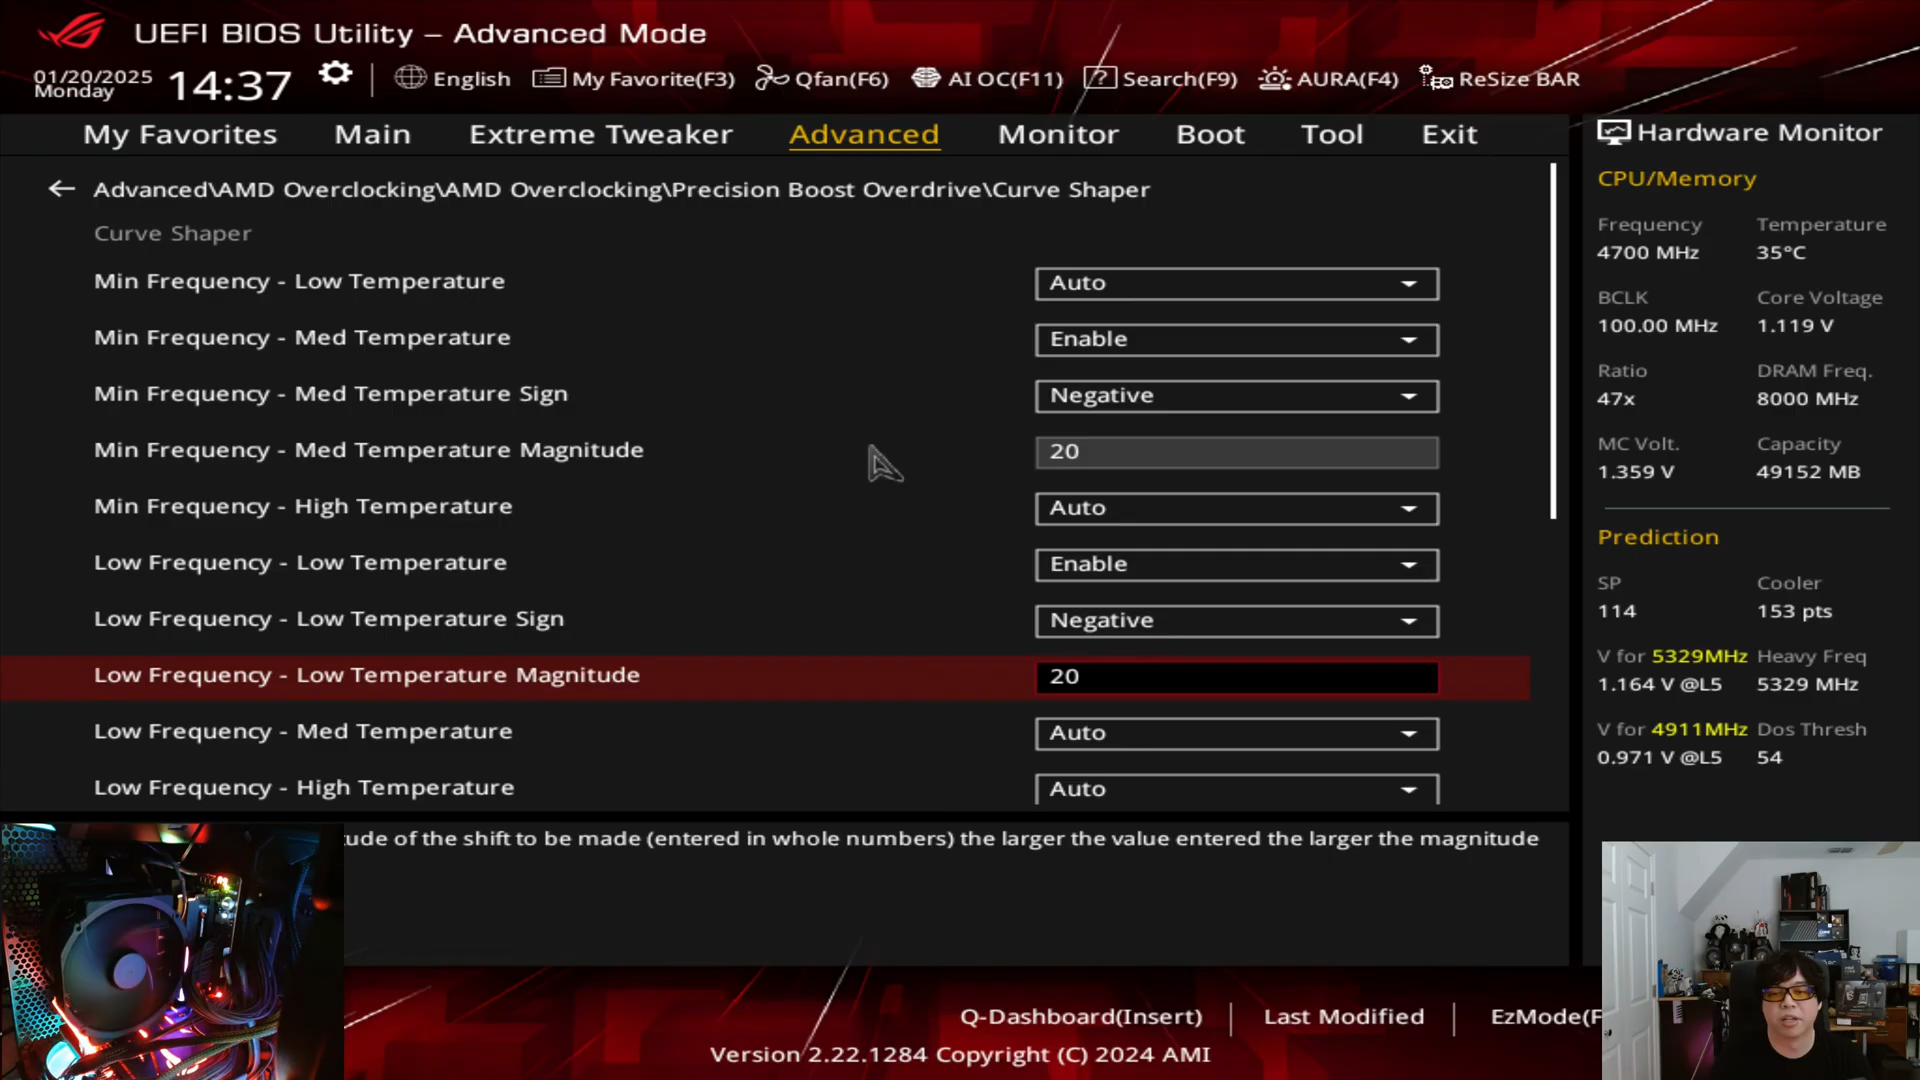 UEFI BIOS Utility – Advanced Mode
01/20/2025
Monday
14:37
English
My Favorite(F3)
Qfan(F6)
AI OC(F11)
Search(F9)
AURA(F4)
ReSize BAR
My Favorites
Main
Extreme Tweaker
Advanced
Monitor
Boot
Tool
Exit
Advanced\AMD Overclocking\AMD Overclocking\Precision Boost Overdrive\Curve Shaper
Curve Shaper
Min Frequency - Low Temperature
Auto
Min Frequency - Med Temperature
Enable
Min Frequency - Med Temperature Sign
Negative
Min Frequency - Med Temperature Magnitude
20
Min Frequency - High Temperature
Auto
Low Frequency - Low Temperature
Enable
Low Frequency - Low Temperature Sign
Negative
Low Frequency - Low Temperature Magnitude
20
Low Frequency - Med Temperature
Auto
Low Frequency - High Temperature
Auto
ude of the shift to be made (entered in whole numbers) the larger the value entered the larger the magnitude
Hardware Monitor
CPU/Memory
Frequency Temperature
4700 MHz 35°C
BCLK Core Voltage
100.00 MHz 1.119 V
Ratio DRAM Freq.
47x 8000 MHz
MC Volt. Capacity
1.359 V 49152 MB
Prediction
SP Cooler
114 153 pts
V for 5329MHz Heavy Freq
1.164 V @L5 5329 MHz
V for 4911MHz Dos Thresh
0.971 V @L5 54
Q-Dashboard(Insert)
Last Modified
EzMode(F
Version 2.22.1284 Copyright (C) 2024 AMI